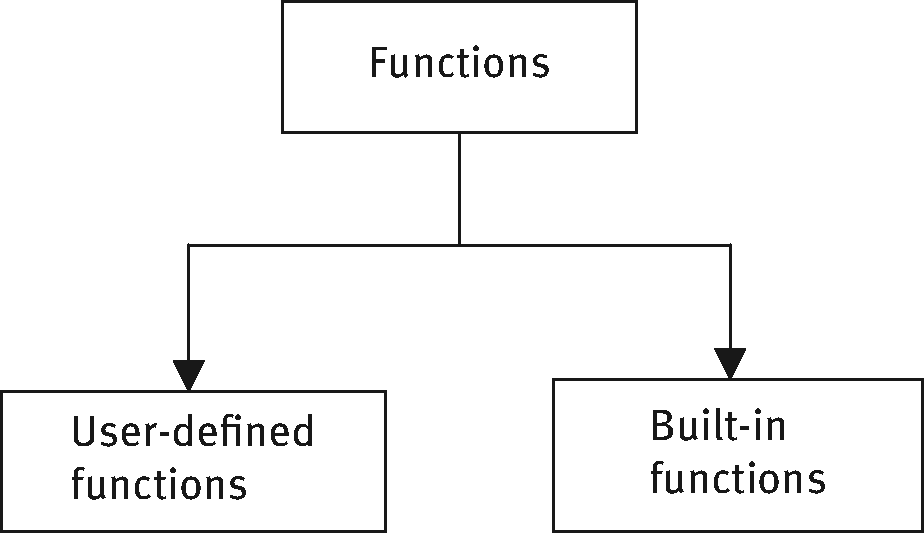 Functions
User-defined
functions
Built-in
functions